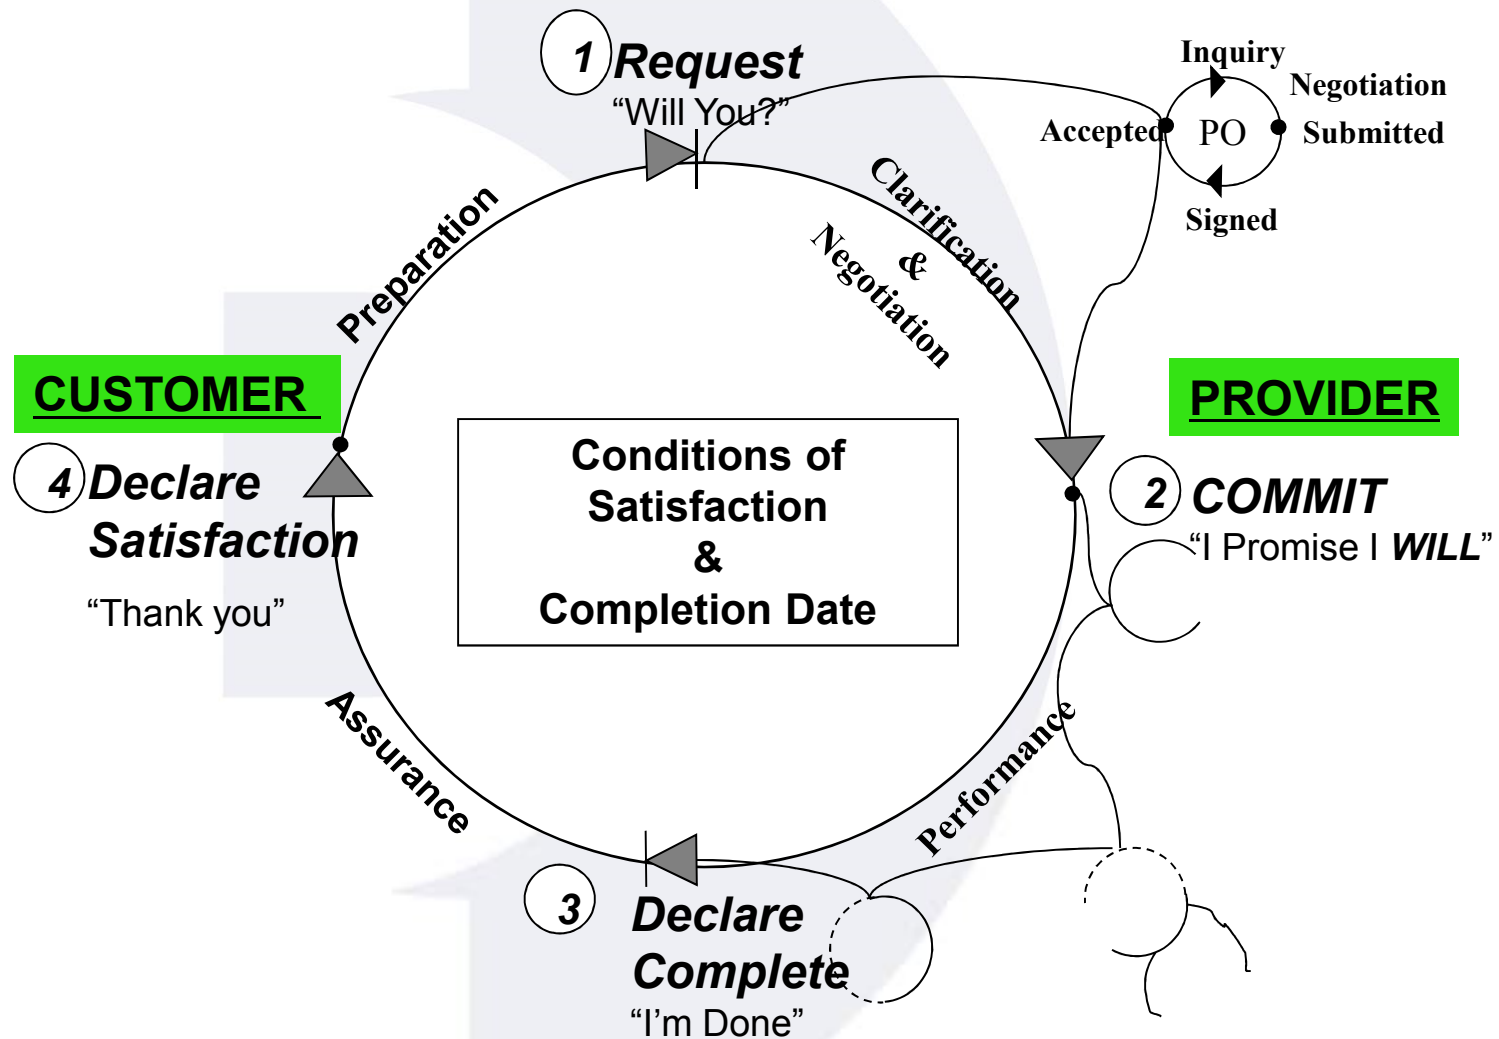 1 Request
“Will You?”
Inquiry
Negotiation
Accepted
PO
Submitted
Signed
Preparation
Clarification
&
Negotiation
CUSTOMER
PROVIDER
4 Declare
Satisfaction
“Thank you”
Conditions of
Satisfaction
&
Completion Date
2 COMMIT
“I Promise I WILL”
Assurance
Performance
3 Declare
Complete
“I’m Done”